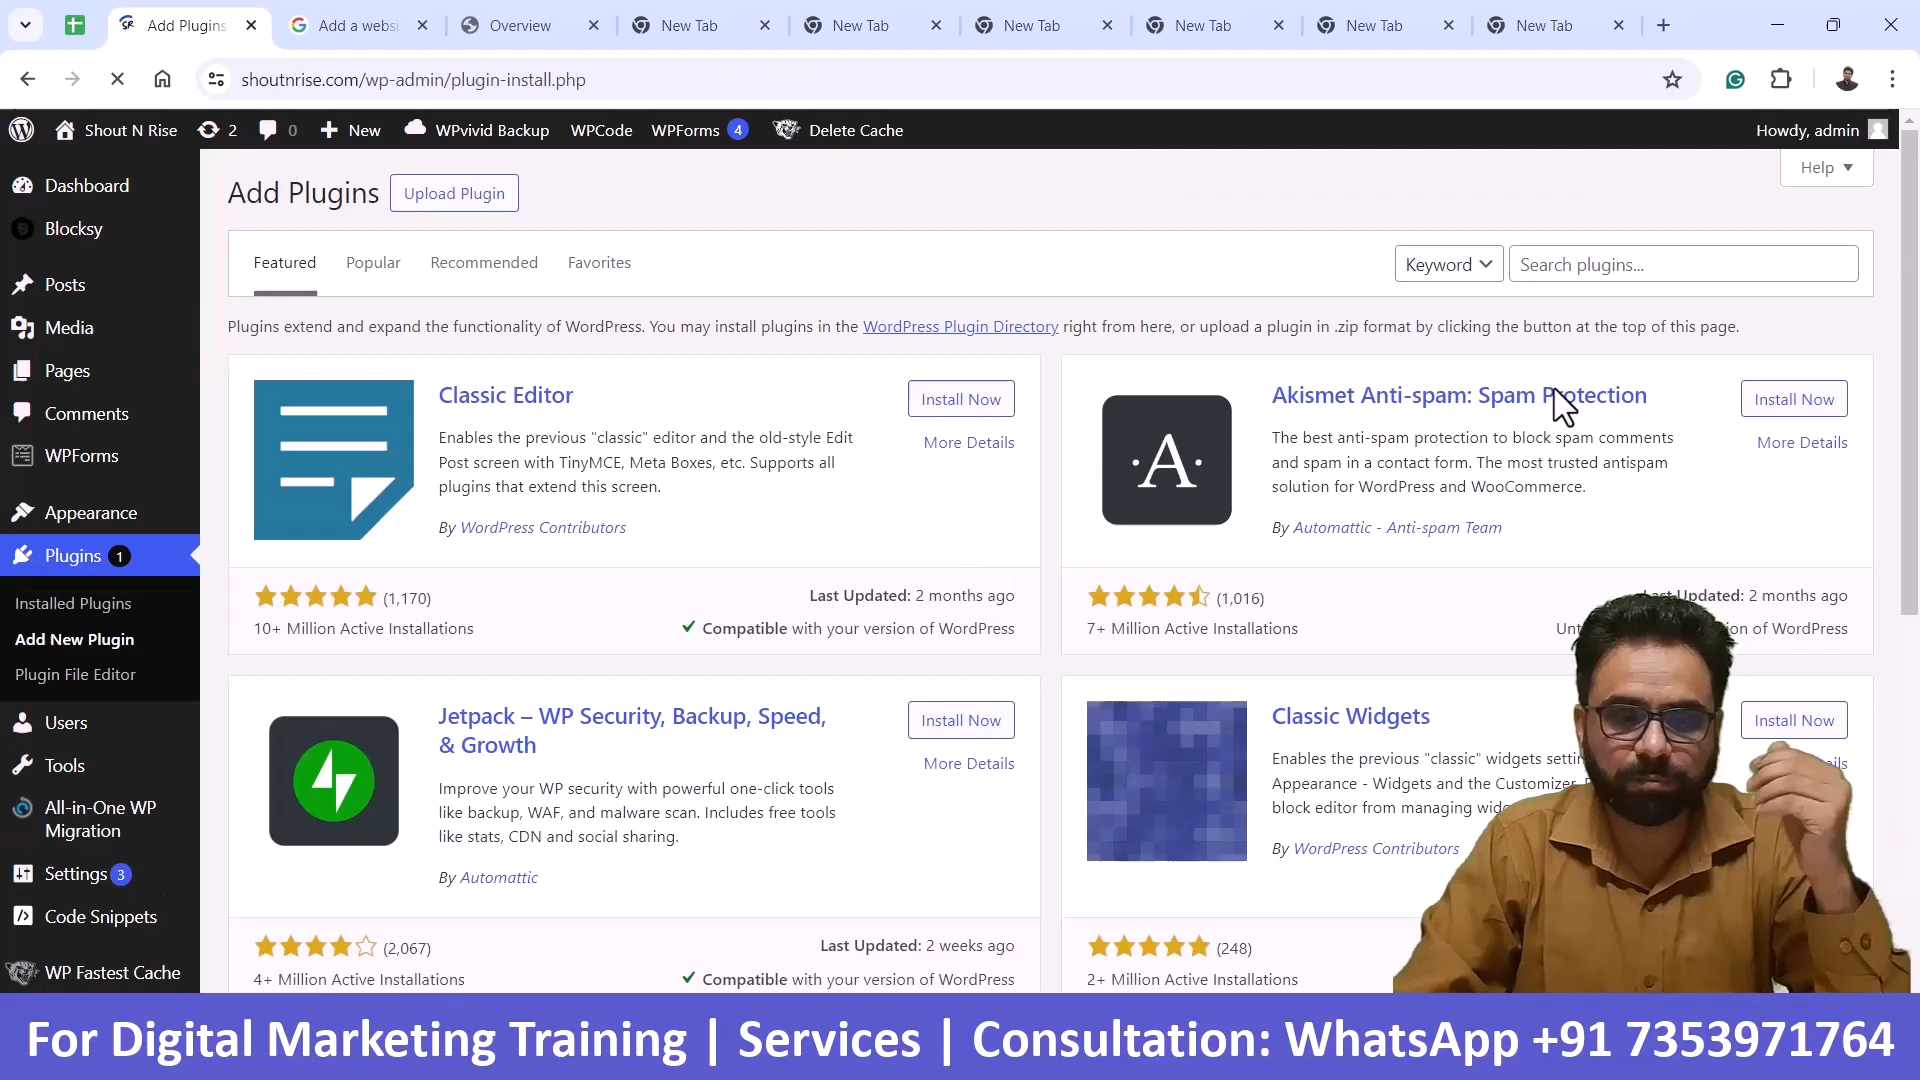 Add Plugins
Add a websi
Overview
New Tab
New Tab
New Tab
New Tab
New Tab
New Tab
shoutnrise.com/wp-admin/plugin-install.php
Shout N Rise
2
0
New
WPvivid Backup
WPCode
WPForms 4
Delete Cache
Howdy, admin
Dashboard
Blocksy
Posts
Media
Pages
Comments
WPForms
Appearance
Plugins 1
Installed Plugins
Add New Plugin
Plugin File Editor
Users
Tools
All-in-One WP
Migration
Settings 3
Code Snippets
WP Fastest Cache
Help
Add Plugins
Upload Plugin
Featured
Popular
Recommended
Favorites
Keyword
Search plugins...
Plugins extend and expand the functionality of WordPress. You may install plugins in the WordPress Plugin Directory right from here, or upload a plugin in .zip format by clicking the button at the top of this page.
Classic Editor
Install Now
More Details
Enables the previous "classic" editor and the old-style Edit
Post screen with TinyMCE, Meta Boxes, etc. Supports all
plugins that extend this screen.
By WordPress Contributors
(1,170)
Last Updated: 2 months ago
10+ Million Active Installations
Compatible with your version of WordPress
Akismet Anti-spam: Spam Protection
Install Now
More Details
The best anti-spam protection to block spam comments
and spam in a contact form. The most trusted antispam
solution for WordPress and WooCommerce.
By Automattic - Anti-spam Team
(1,016)
Last Updated: 2 months ago
7+ Million Active Installations
of WordPress
Jetpack – WP Security, Backup, Speed,
& Growth
Install Now
More Details
Improve your WP security with powerful one-click tools
like backup, WAF, and malware scan. Includes free tools
like stats, CDN and social sharing.
By Automattic
(2,067)
Last Updated: 2 weeks ago
4+ Million Active Installations
Compatible with your version of WordPress
Classic Widgets
Install Now
Enables the previous "classic" widgets
Appearance - Widgets and the Customizer.
block editor from managing
By WordPress Contributors
(248)
2+ Million Active Installations
For Digital Marketing Training | Services | Consultation: WhatsApp +91 7353971764